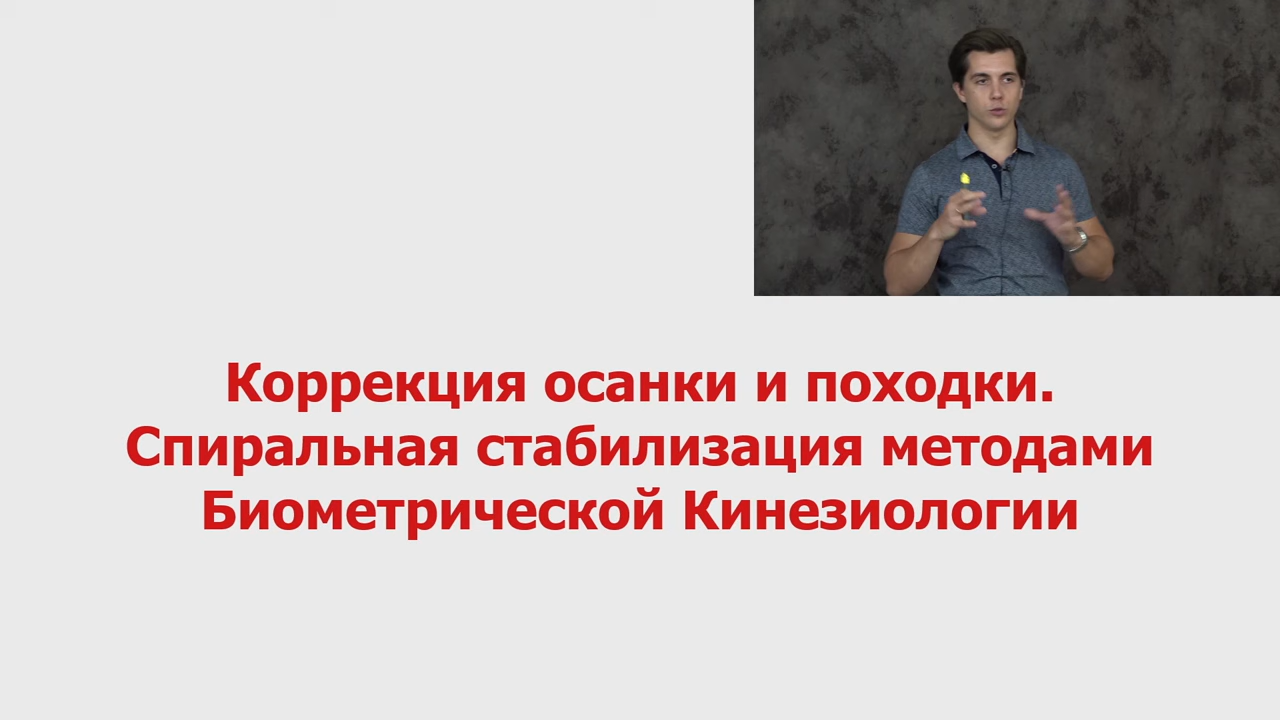 Коррекция осанки и походки.
Спиральная стабилизация методами
Биометрической Кинезиологии